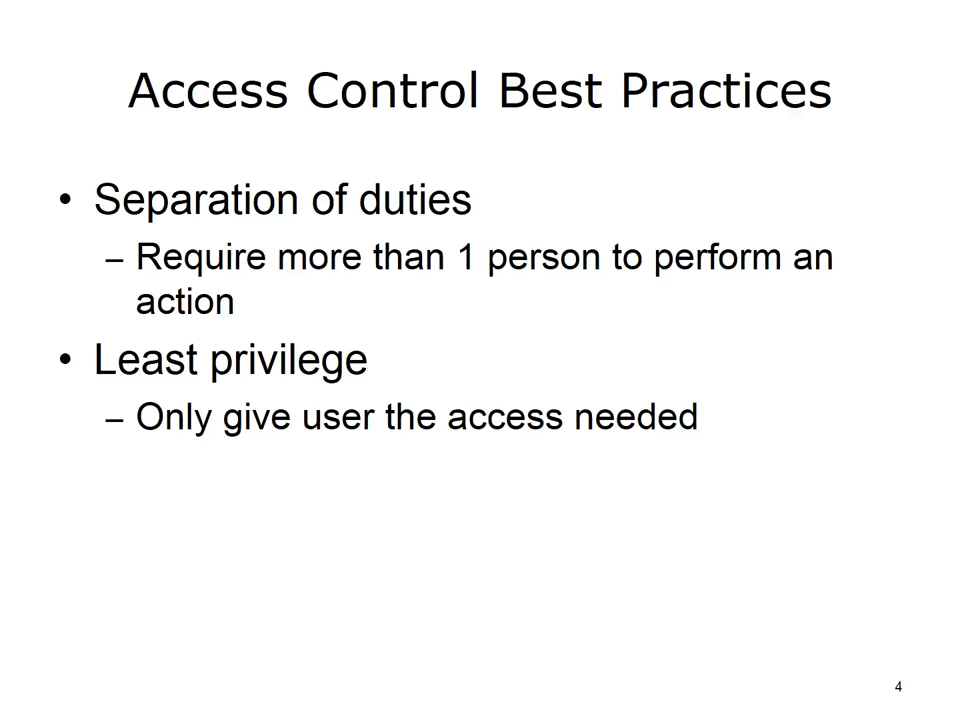 Access Control Best Practices
• Separation of duties
– Require more than 1 person to perform an
action
• Least privilege
– Only give user the access needed
4